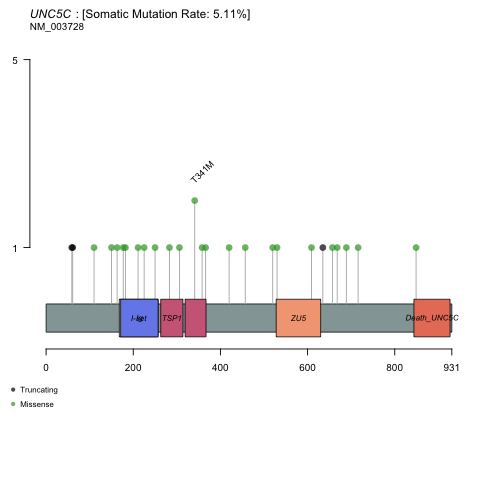 UNC5C : [Somatic Mutation Rate: 5.11%]
NM_003728
5
T341M
1
TSP1
ZU5
Death_UNC5C
0
200
400
600
800
931
Truncating
Missense